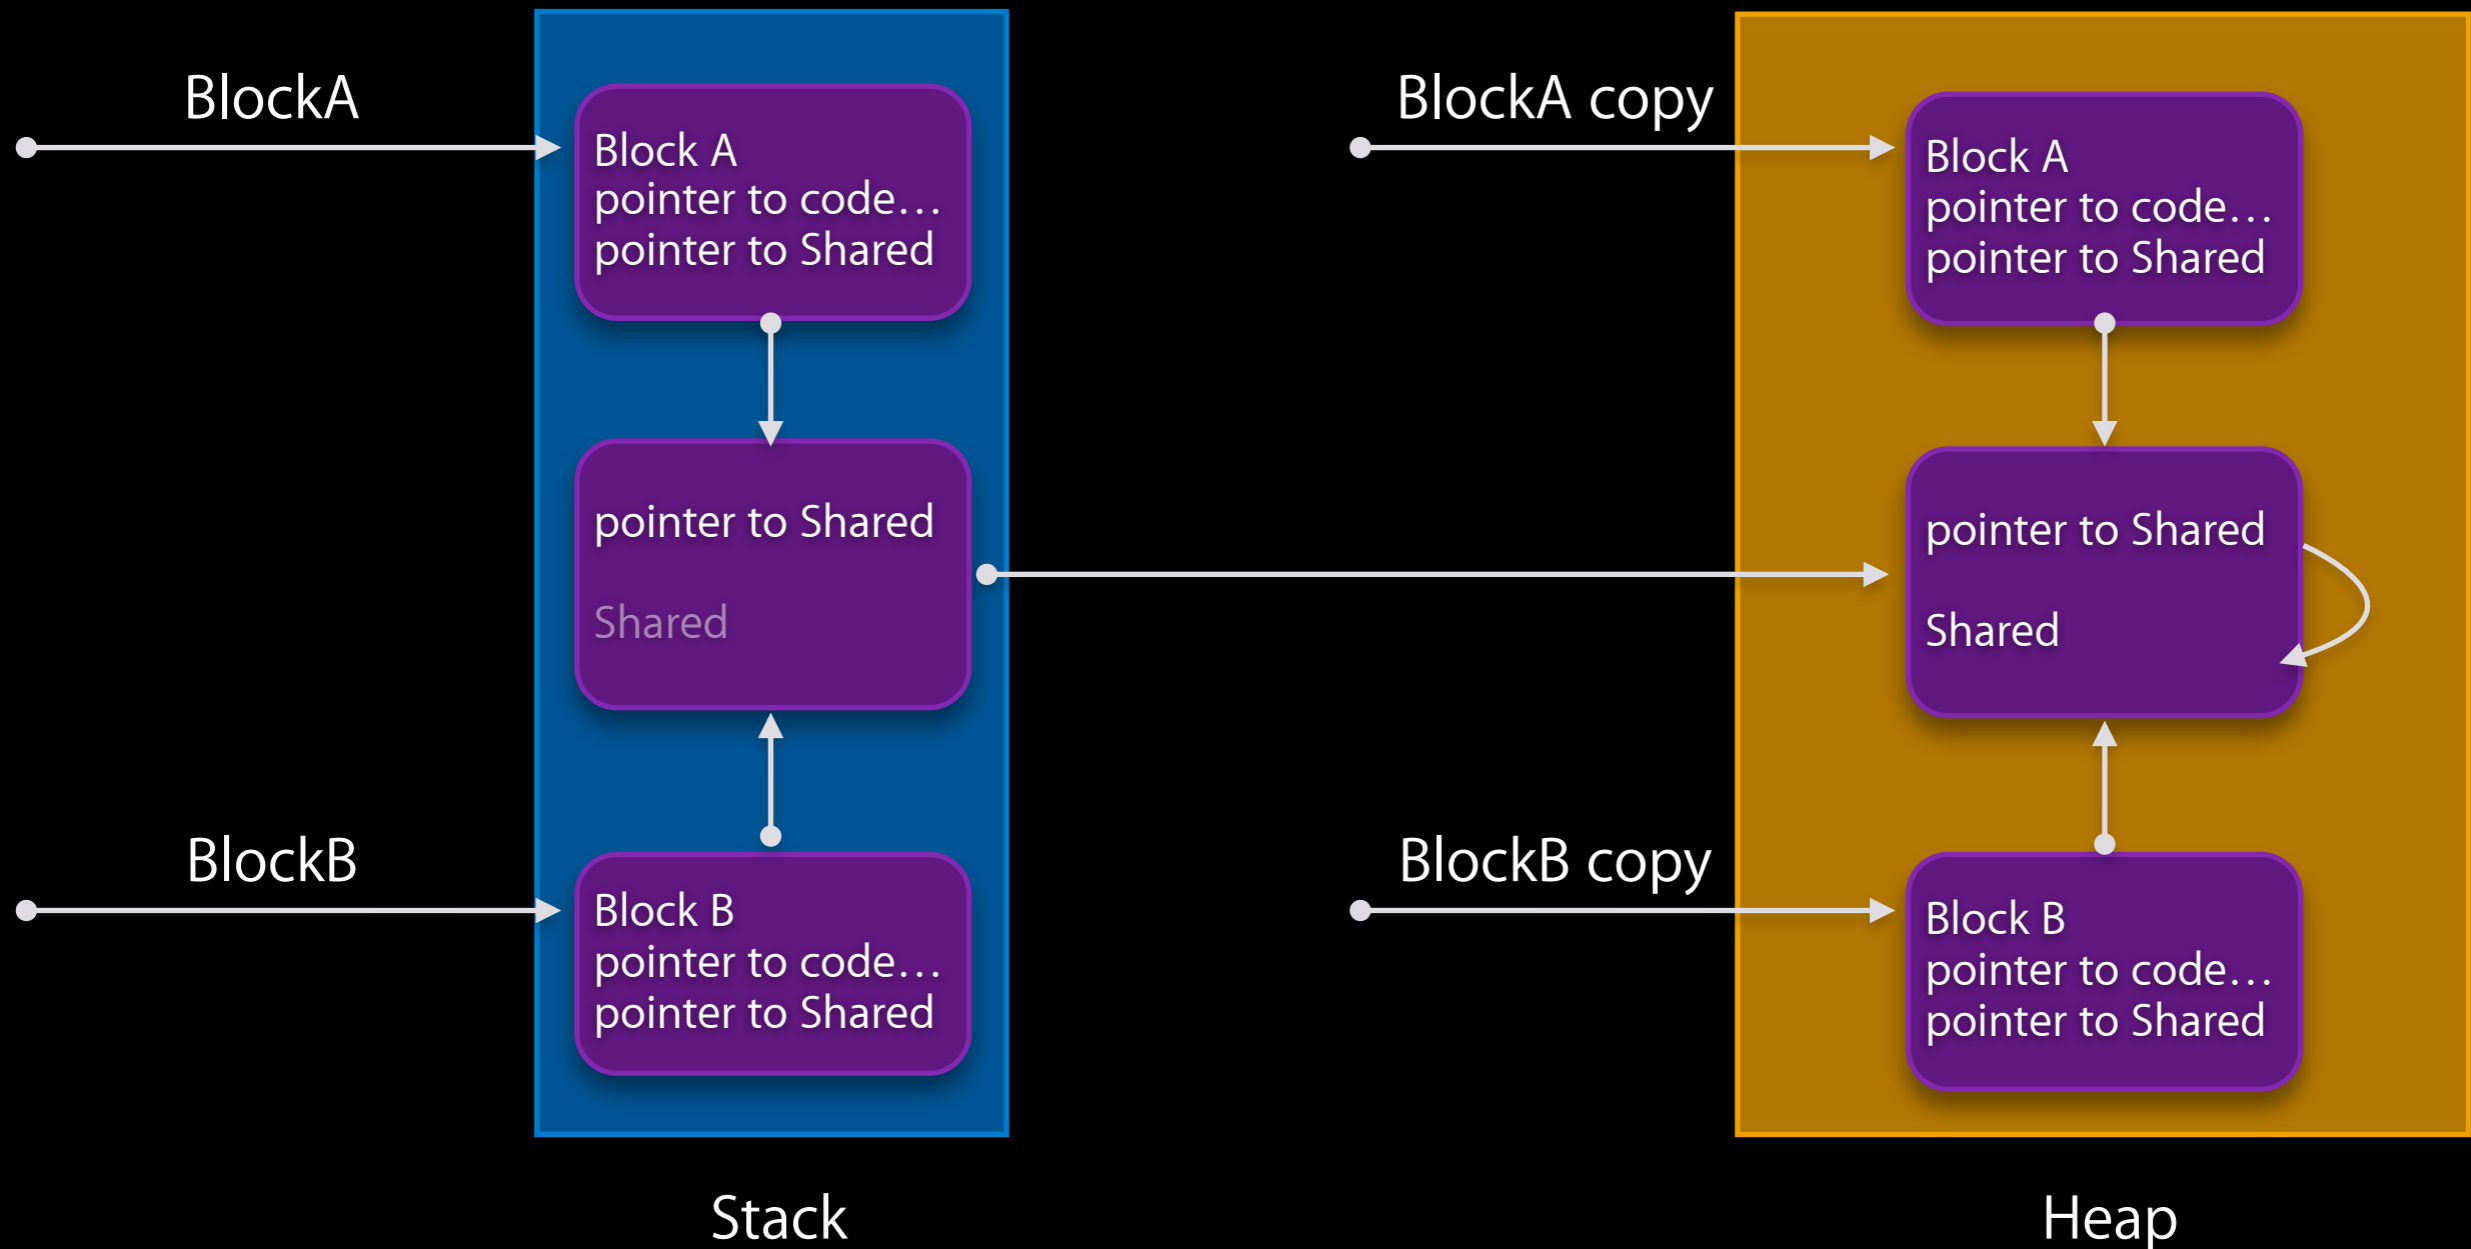 BlockA
Block A
pointer to code…
pointer to Shared
pointer to Shared
Shared
BlockB
Block B
pointer to code…
pointer to Shared
Stack
BlockA copy
Block A
pointer to code…
pointer to Shared
pointer to Shared
Shared
BlockB copy
Block B
pointer to code…
pointer to Shared
Heap